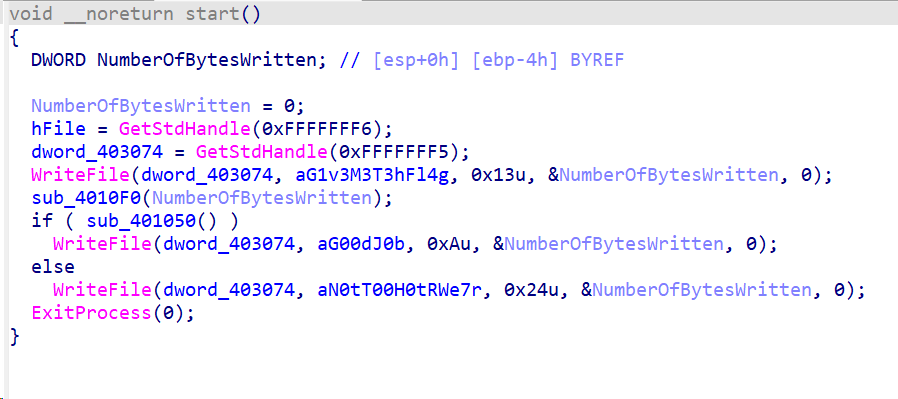 void __noreturn start()
{
DWORD NumberOfBytesWritten; // [esp+0h] [ebp-4h] BYREF
NumberOfBytesWritten = 0;
hFile = GetStdHandle(0xFFFFFFF6);
dword_403074 = GetStdHandle(0xFFFFFFF5);
WriteFile(dword_403074, aG1v3M3T3hFl4g, 0x13u, &NumberOfBytesWritten, 0);
sub_4010F0(NumberOfBytesWritten);
if ( sub_401050() )
WriteFile(dword_403074, aG00dJ0b, 0xAu, &NumberOfBytesWritten, 0);
else
WriteFile(dword_403074, aN0tT00H0tRWe7r, 0x24u, &NumberOfBytesWritten, 0);
ExitProcess(0);
}